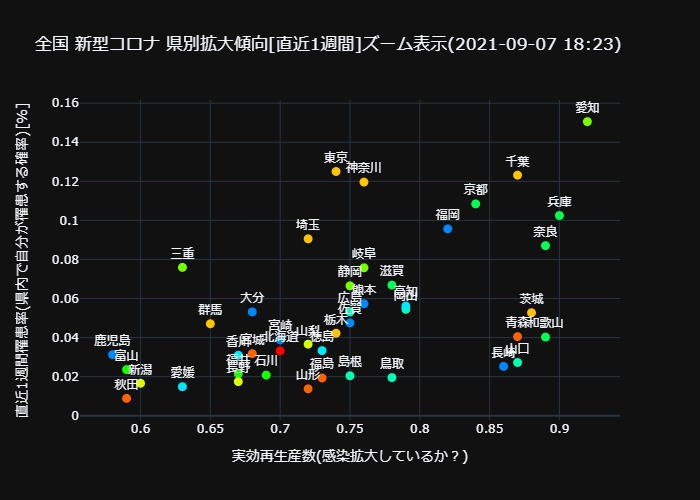 全国 新型コロナ 県別拡大傾向[直近1週間]ズーム表示(2021-09-07 18:23)
直近1週間罹患率(県内で自分が罹患する確率)[%]
0.16
0.14
0.12
0.1
0.08
0.06
0.04
0.02
0
愛知
東京
神奈川
千葉
京都
兵庫
福岡
奈良
埼玉
三重
岐阜
静岡
滋賀
熊本
広島
高知
岡山
佐賀
大分
群馬
栃木
茨城
宮崎
北海道
山梨
徳島
青森
和歌山
鹿児島
香川
宮城
富山
新潟
長野
石川
福島
島根
鳥取
長崎
山口
秋田
愛媛
山形
0.6
0.65
0.7
0.75
0.8
0.85
0.9
実効再生産数(感染拡大しているか？)